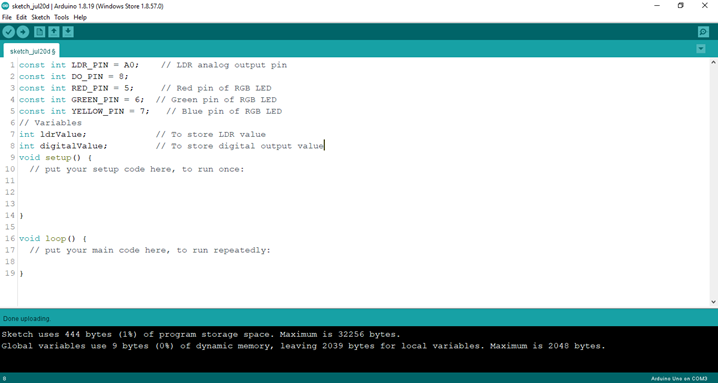 sketch_jul20d | Arduino 1.8.19 (Windows Store 1.8.57.0)
File Edit Sketch Tools Help
sketch_jul20d §
1 const int LDR_PIN = A0;    // LDR analog output pin
2 const int DO_PIN = 8;
3 const int RED_PIN = 5;     // Red pin of RGB LED
4 const int GREEN_PIN = 6;  // Green pin of RGB LED
5 const int YELLOW_PIN = 7;   // Blue pin of RGB LED
6 // Variables
7 int ldrValue;             // To store LDR value
8 int digitalValue;         // To store digital output value
9 void setup() {
10   // put your setup code here, to run once:
11
12
13
14 }
15
16 void loop() {
17   // put your main code here, to run repeatedly:
18
19 }
Done uploading.
Sketch uses 444 bytes (1%) of program storage space. Maximum is 32256 bytes.
Global variables use 9 bytes (0%) of dynamic memory, leaving 2039 bytes for local variables. Maximum is 2048 bytes.
8 Arduino Uno on COM3